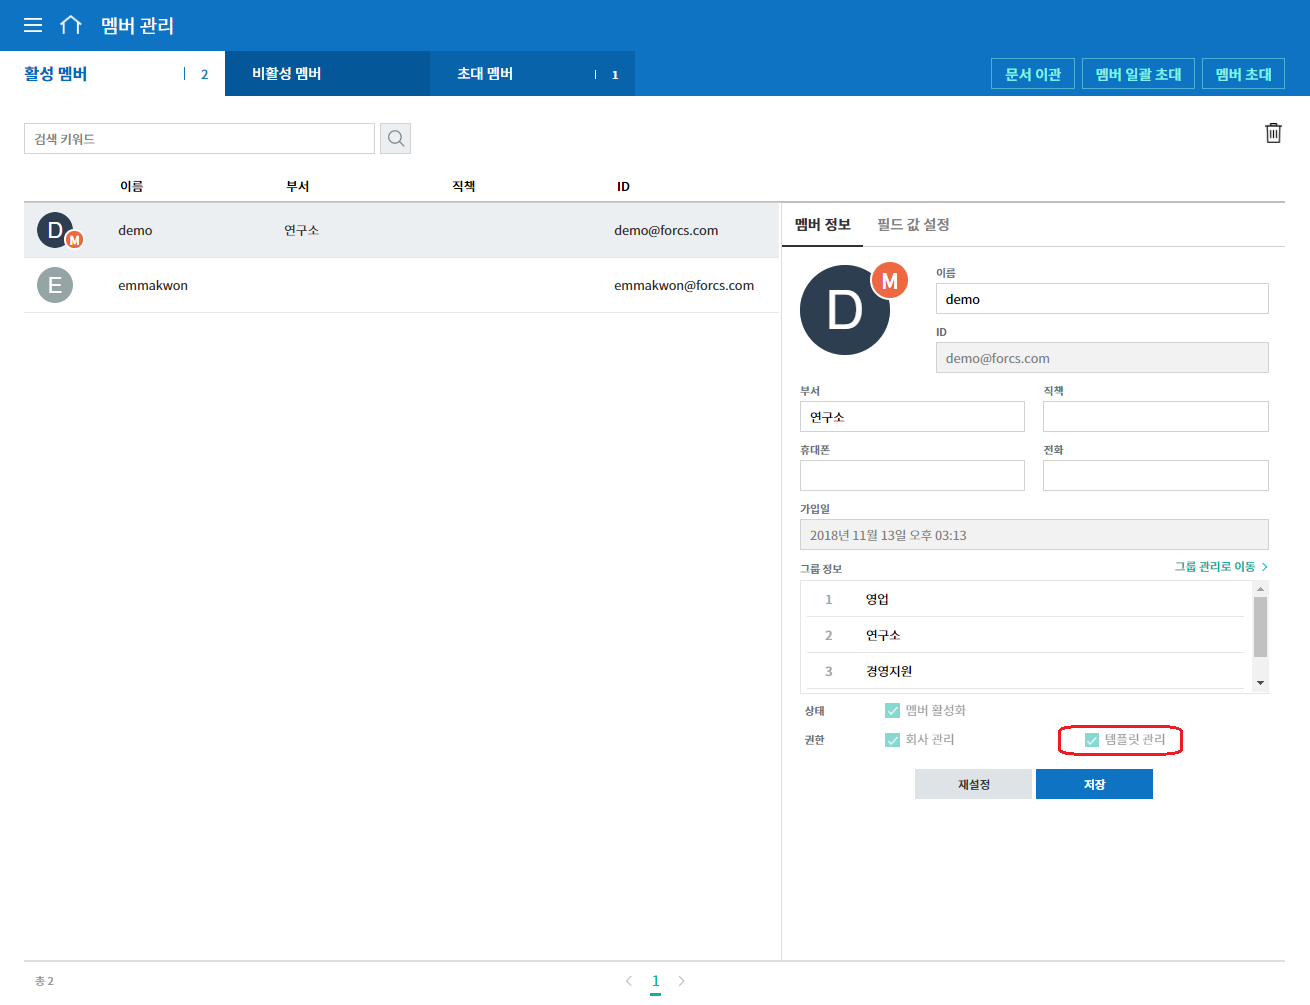 멤버 관리
활성 멤버 2
비활성 멤버
초대 멤버 1
문서 이관
멤버 일괄 초대
멤버 초대
검색 키워드
이름 부서 직책 ID
D M demo 연구소 demo@forcs.com
E emmakwon emmakwon@forcs.com
멤버 정보 필드 값 설정
D M
이름
demo
ID
demo@forcs.com
부서 직책
연구소
휴대폰 전화
가입일
2018년 11월 13일 오후 03:13
그룹 정보 그룹 관리로 이동
1 영업
2 연구소
3 경영지원
상태 멤버 활성화
권한 회사 관리 템플릿 관리
재설정 저장
총 2 1